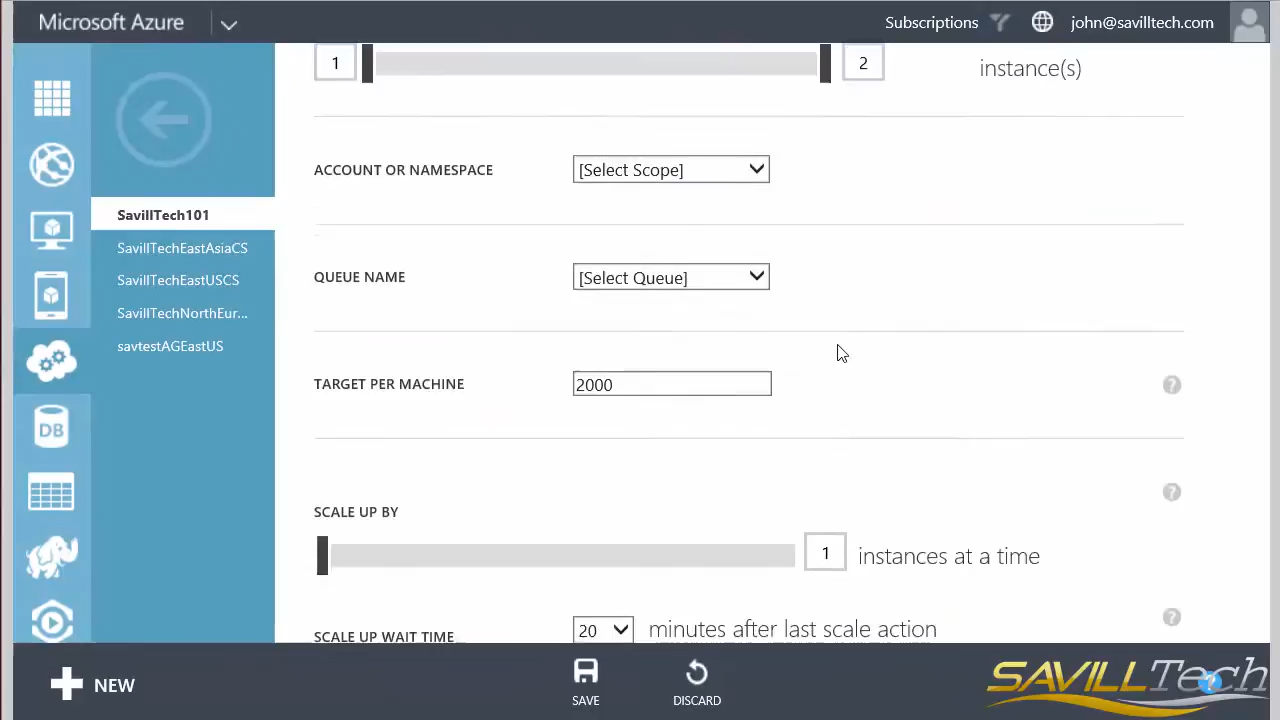 Microsoft Azure
Subscriptions
john@savilltech.com
1
2
instance(s)
ACCOUNT OR NAMESPACE
[Select Scope]
SavillTech101
SavillTechEastAsiaCS
SavillTechEastUSCS
SavillTechNorthEur...
savtestAGEastUS
QUEUE NAME
[Select Queue]
TARGET PER MACHINE
2000
?
DB
?
SCALE UP BY
1
instances at a time
?
SCALE UP WAIT TIME
20
minutes after last scale action
NEW
SAVE
DISCARD
SAVILLTech
?